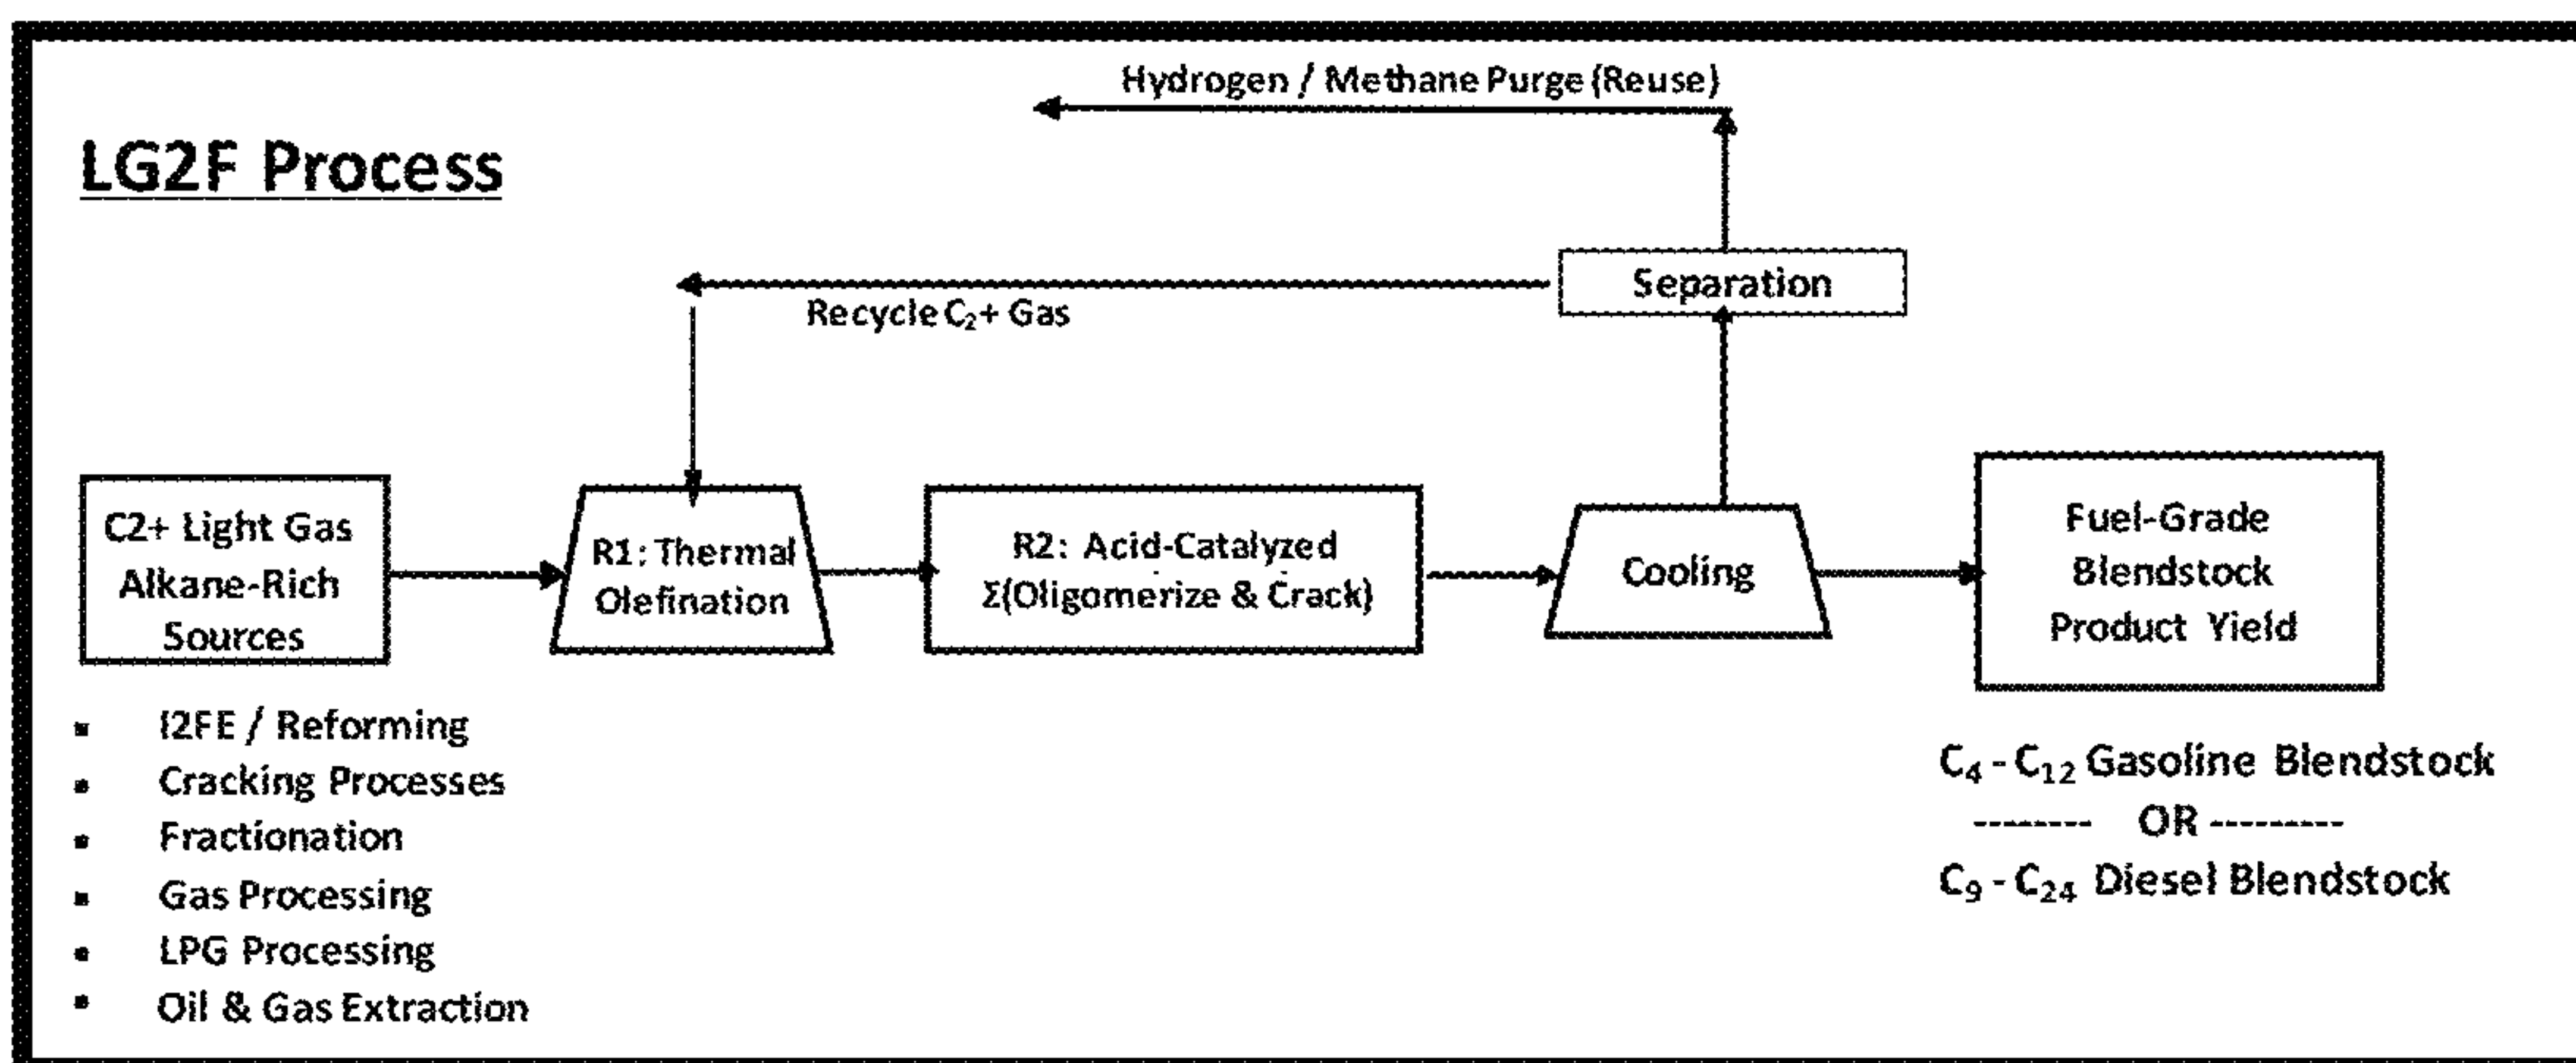 Hydrogen / Methane Purge (Reuse)
LG2F Process
Separation
Recycle C₂+ Gas
C2+ Light Gas
Alkane-Rich
Sources
R1: Thermal
Olefination
R2: Acid-Catalyzed
Σ(Oligomerize & Crack)
Cooling
Fuel-Grade
Blendstock
Product Yield
▪ I2FE / Reforming
▪ Cracking Processes
▪ Fractionation
▪ Gas Processing
▪ LPG Processing
▪ Oil & Gas Extraction
C₄ - C₁₂ Gasoline Blendstock
-------- OR ---------
C₉ - C₂₄ Diesel Blendstock